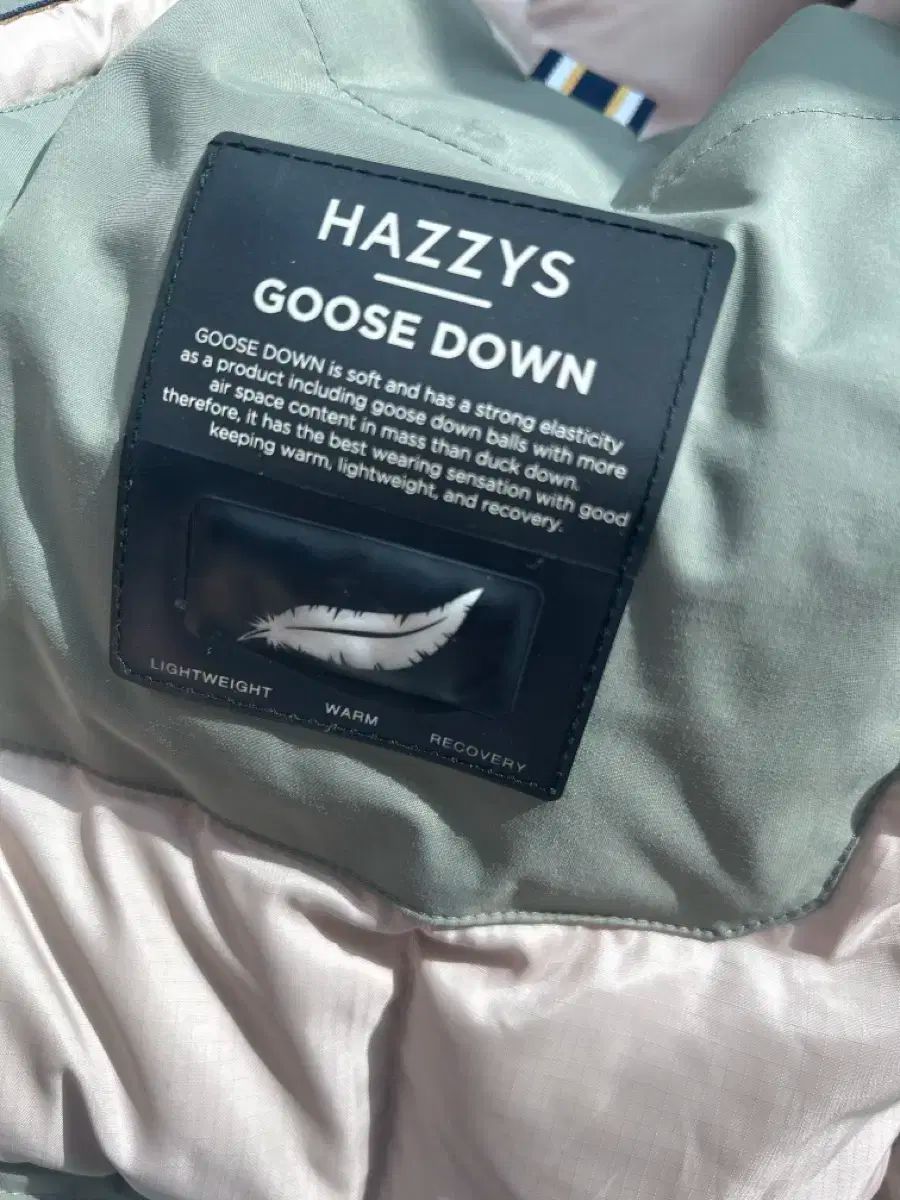 HAZZYS
GOOSE DOWN
GOOSE DOWN is soft and has a strong elasticity
as a product including goose down balls with more
air space content in mass than duck down.
therefore, it has the best wearing sensation with good
keeping warm, lightweight, and recovery.
LIGHTWEIGHT
WARM
RECOVERY